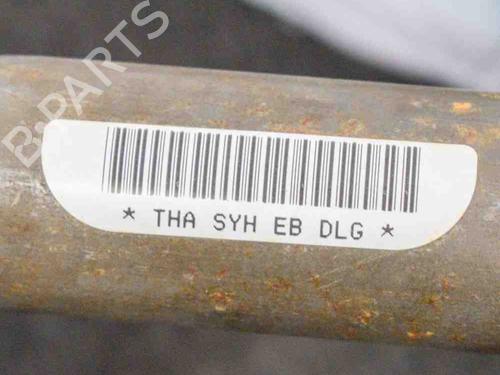 B-PARTS
* THA SYH EB DLG *